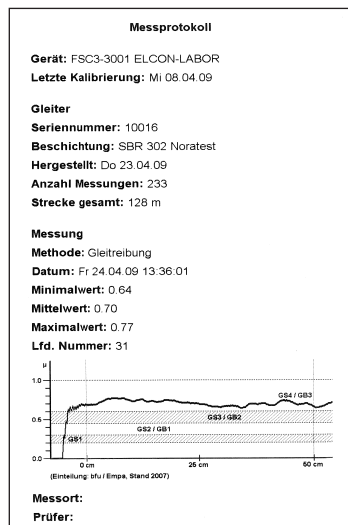 Messprotokoll
Gerät: FSC3-3001 ELCON-LABOR
Letzte Kalibrierung: Mi 08.04.09
Gleiter
Seriennummer: 10016
Beschichtung: SBR 302 Noratest
Hergestellt: Do 23.04.09
Anzahl Messungen: 233
Strecke gesamt: 128 m
Messung
Methode: Gleitreibung
Datum: Fr 24.04.09 13:36:01
Minimalwert: 0.64
Mittelwert: 0.70
Maximalwert: 0.77
Lfd. Nummer: 31
µ
1.0
GS4 / GB3
GS3 / GB2
0.5
GS2 / GB1
GS1
0.0
0 cm 25 cm 50 cm
(Einteilung: bfu / Empa, Stand 2007)
Messort:
Prüfer: